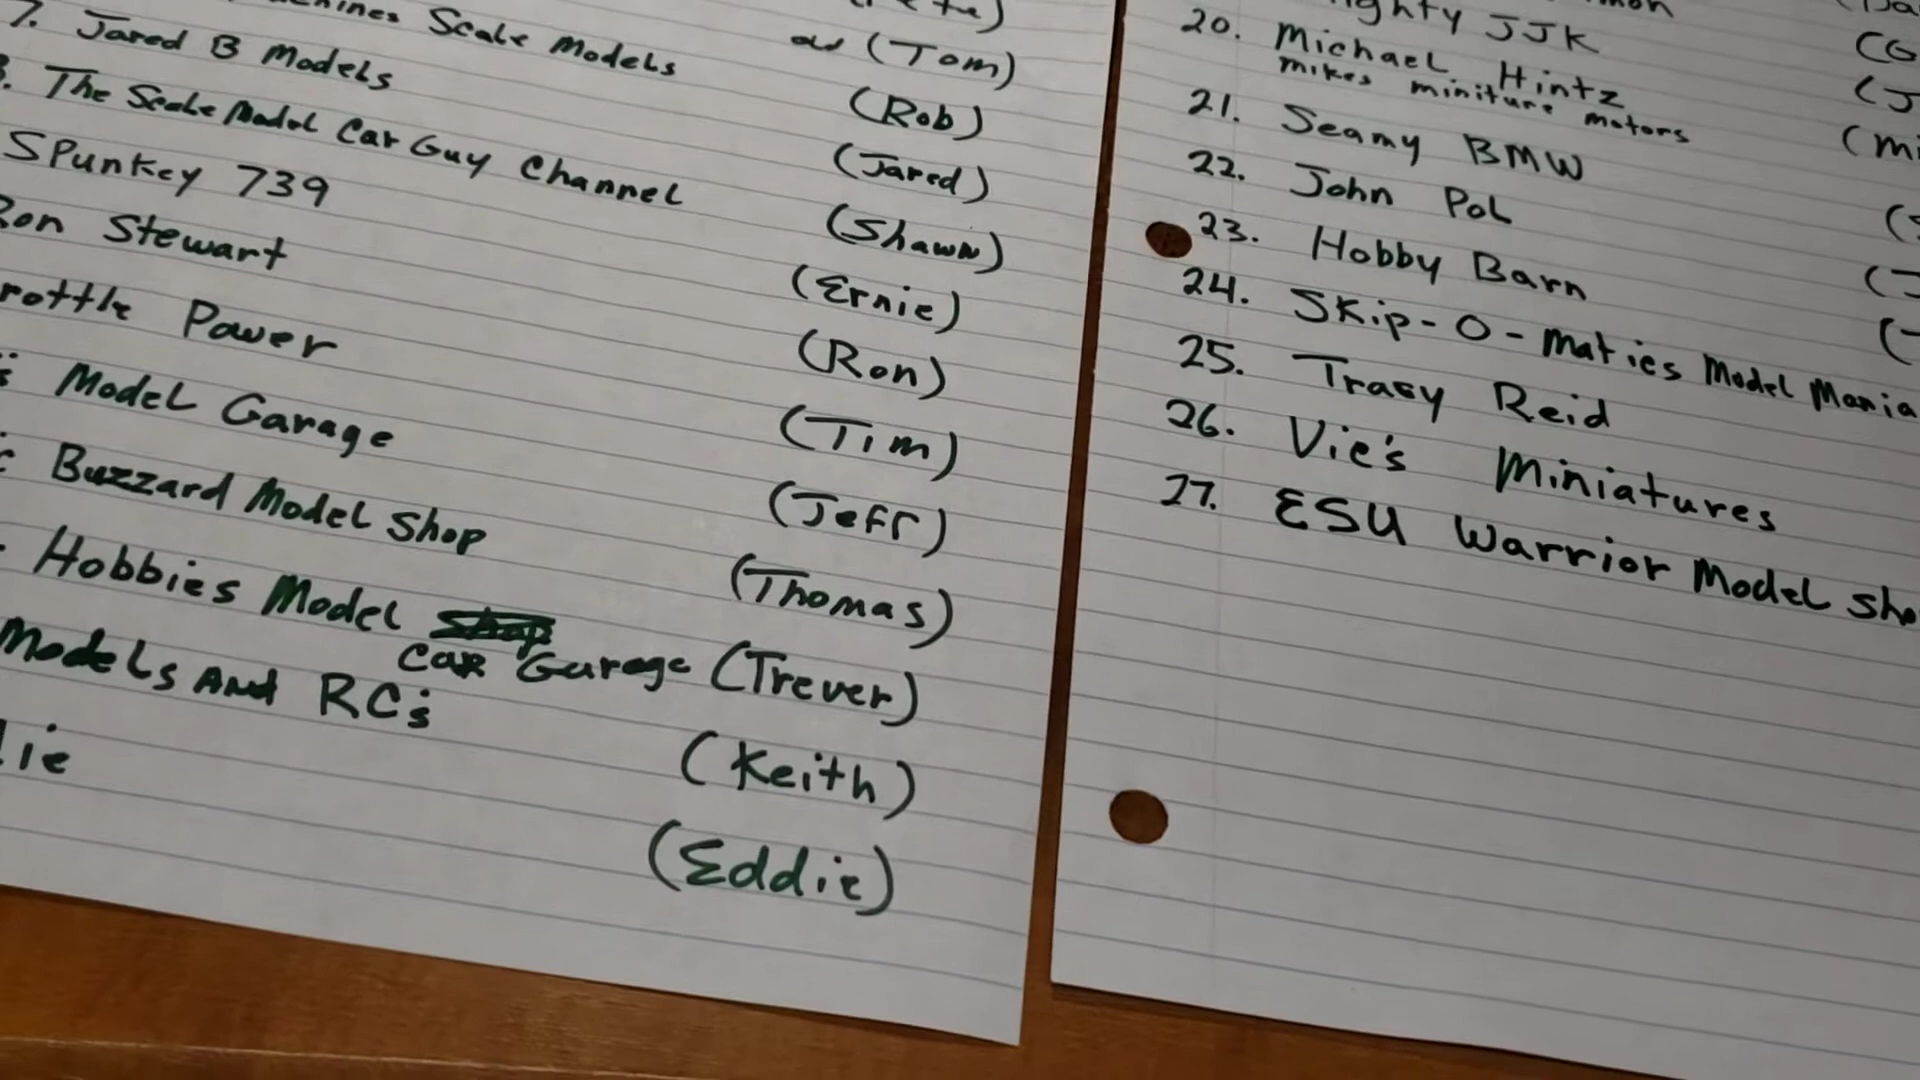 Scale Models (Tom)
7. Jared B Models (Rob)
The Scale Model Car Guy Channel (Jared)
Spunkey 739 (Shawn)
Ron Stewart (Ernie)
Power (Ron)
Model Garage (Tim)
Buzzard Model Shop (Jeff)
Hobbies Model (Thomas)
Car Garage (Trever)
Models And RCs (Keith)
(Eddie)
JJK
20. Michael Hintz
mikes miniture motors
21. Seamy BMW
22. John Pol
23. Hobby Barn
24. Skip-O-Matics Model Mania
25. Tracy Reid
26. Vic's Miniatures
27. ESU Warrior Model